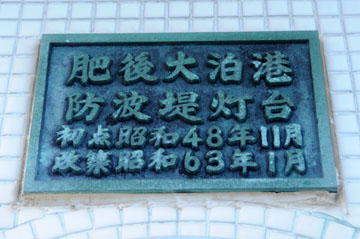 肥後大泊港
防波堤灯台
初点昭和48年11月
改築昭和63年1月